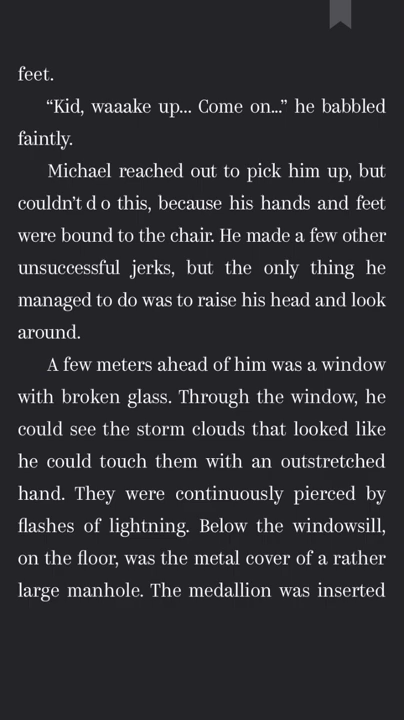 feet.
“Kid, waaake up... Come on...” he babbled
faintly.
Michael reached out to pick him up, but
couldn’t d o this, because his hands and feet
were bound to the chair. He made a few other
unsuccessful jerks, but the only thing he
managed to do was to raise his head and look
around.
A few meters ahead of him was a window
with broken glass. Through the window, he
could see the storm clouds that looked like
he could touch them with an outstretched
hand. They were continuously pierced by
flashes of lightning. Below the windowsill,
on the floor, was the metal cover of a rather
large manhole. The medallion was inserted